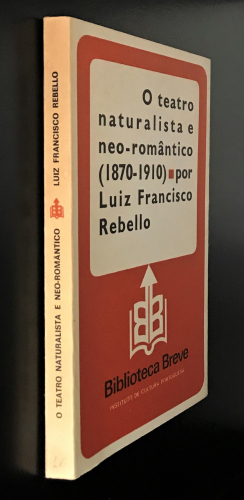 O TEATRO NATURALISTA E NEO-ROMÂNTICO LUIZ FRANCISCO REBELLO
O teatro
naturalista e
neo-romântico
(1870-1910) ■ por
Luiz Francisco
Rebello
Biblioteca Breve
INSTITUTO DE CULTURA PORTUGUESA